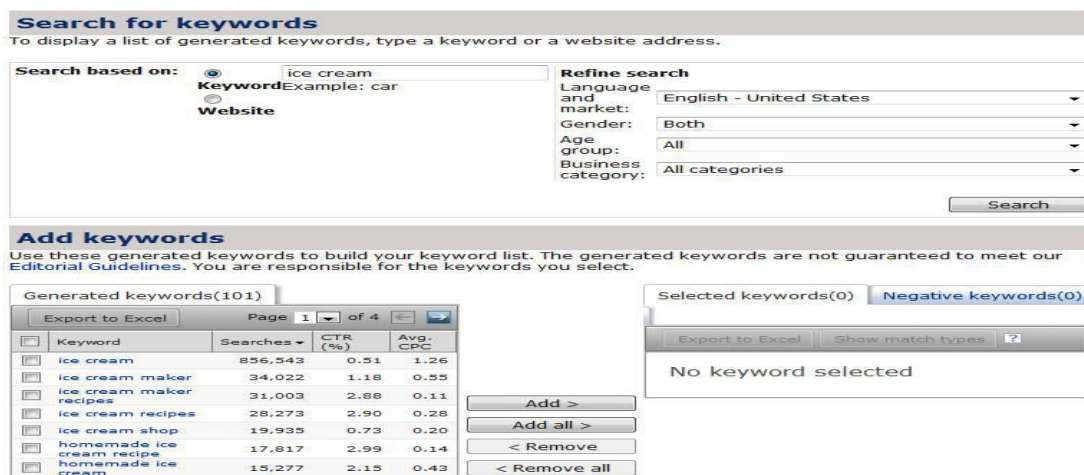 Search for keywords
To display a list of generated keywords, type a keyword or a website address.
Search based on:
ice cream
Keyword Example: car
Website
Refine search
Language and market: English - United States
Gender: Both
Age group: All
Business category: All categories
Search
Add keywords
Use these generated keywords to build your keyword list. The generated keywords are not guaranteed to meet our
Editorial Guidelines. You are responsible for the keywords you select.
Generated keywords(101)
Export to Excel Page 1 of 4
Keyword Searches CTR (%) Avg. CPC
ice cream 856,543 0.51 1.26
ice cream maker 34,022 1.18 0.55
ice cream maker recipes 31,003 2.88 0.11
ice cream recipes 28,273 2.90 0.28
ice cream shop 19,935 0.73 0.20
homemade ice cream recipe 17,817 2.99 0.14
homemade ice cream 15,277 2.15 0.43
Add >
Add all >
< Remove
< Remove all
Selected keywords(0) Negative keywords(0)
Export to Excel Show match types ?
No keyword selected